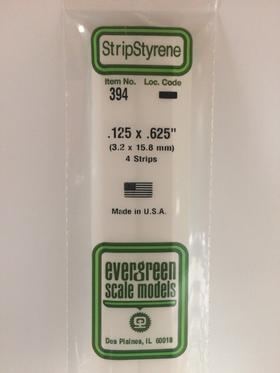 StripStyrene
Item No. Loc. Code
394
.125 x .625"
(3.2 x 15.8 mm)
4 Strips
Made in U.S.A.
evergreen
scale models
Des Plaines, IL 60018